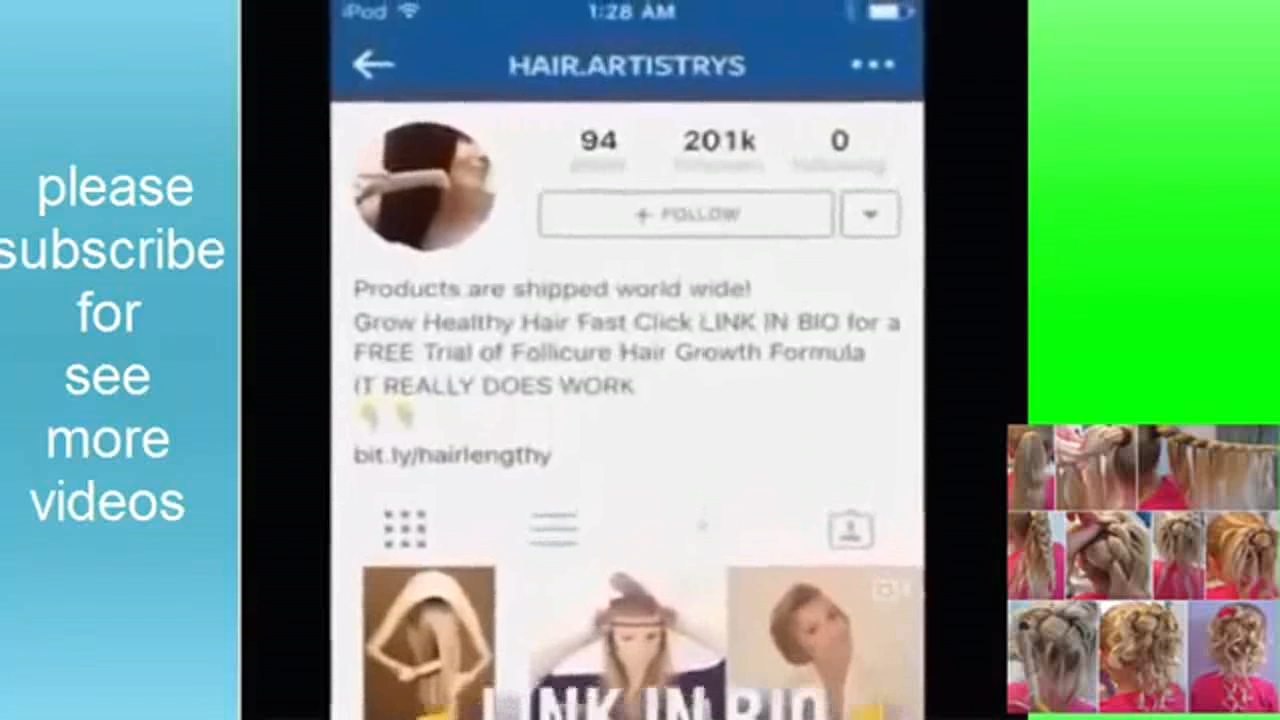 please
subscribe
for
see
more
videos
iPod
1:28 AM
HAIR.ARTISTRYS
94
201k
0
followers
following
+ FOLLOW
Products are shipped world wide!
Grow Healthy Hair Fast Click LINK IN BIO for a
FREE Trial of Follicure Hair Growth Formula
IT REALLY DOES WORK
bit.ly/hairlengthy
LINK IN BIO